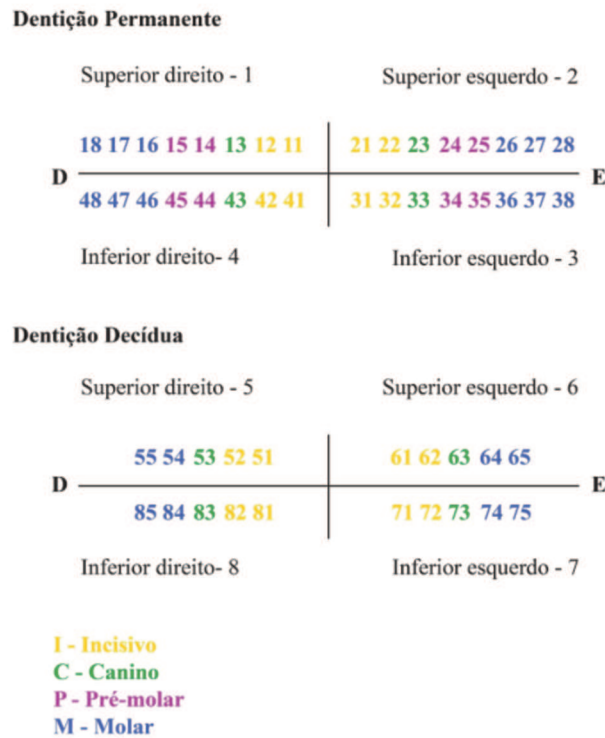 Dentição Permanente
Superior direito - 1 Superior esquerdo - 2
18 17 16 15 14 13 12 11 21 22 23 24 25 26 27 28
D E
48 47 46 45 44 43 42 41 31 32 33 34 35 36 37 38
Inferior direito- 4 Inferior esquerdo - 3
Dentição Decídua
Superior direito - 5 Superior esquerdo - 6
55 54 53 52 51 61 62 63 64 65
D E
85 84 83 82 81 71 72 73 74 75
Inferior direito- 8 Inferior esquerdo - 7
I - Incisivo
C - Canino
P - Pré-molar
M - Molar